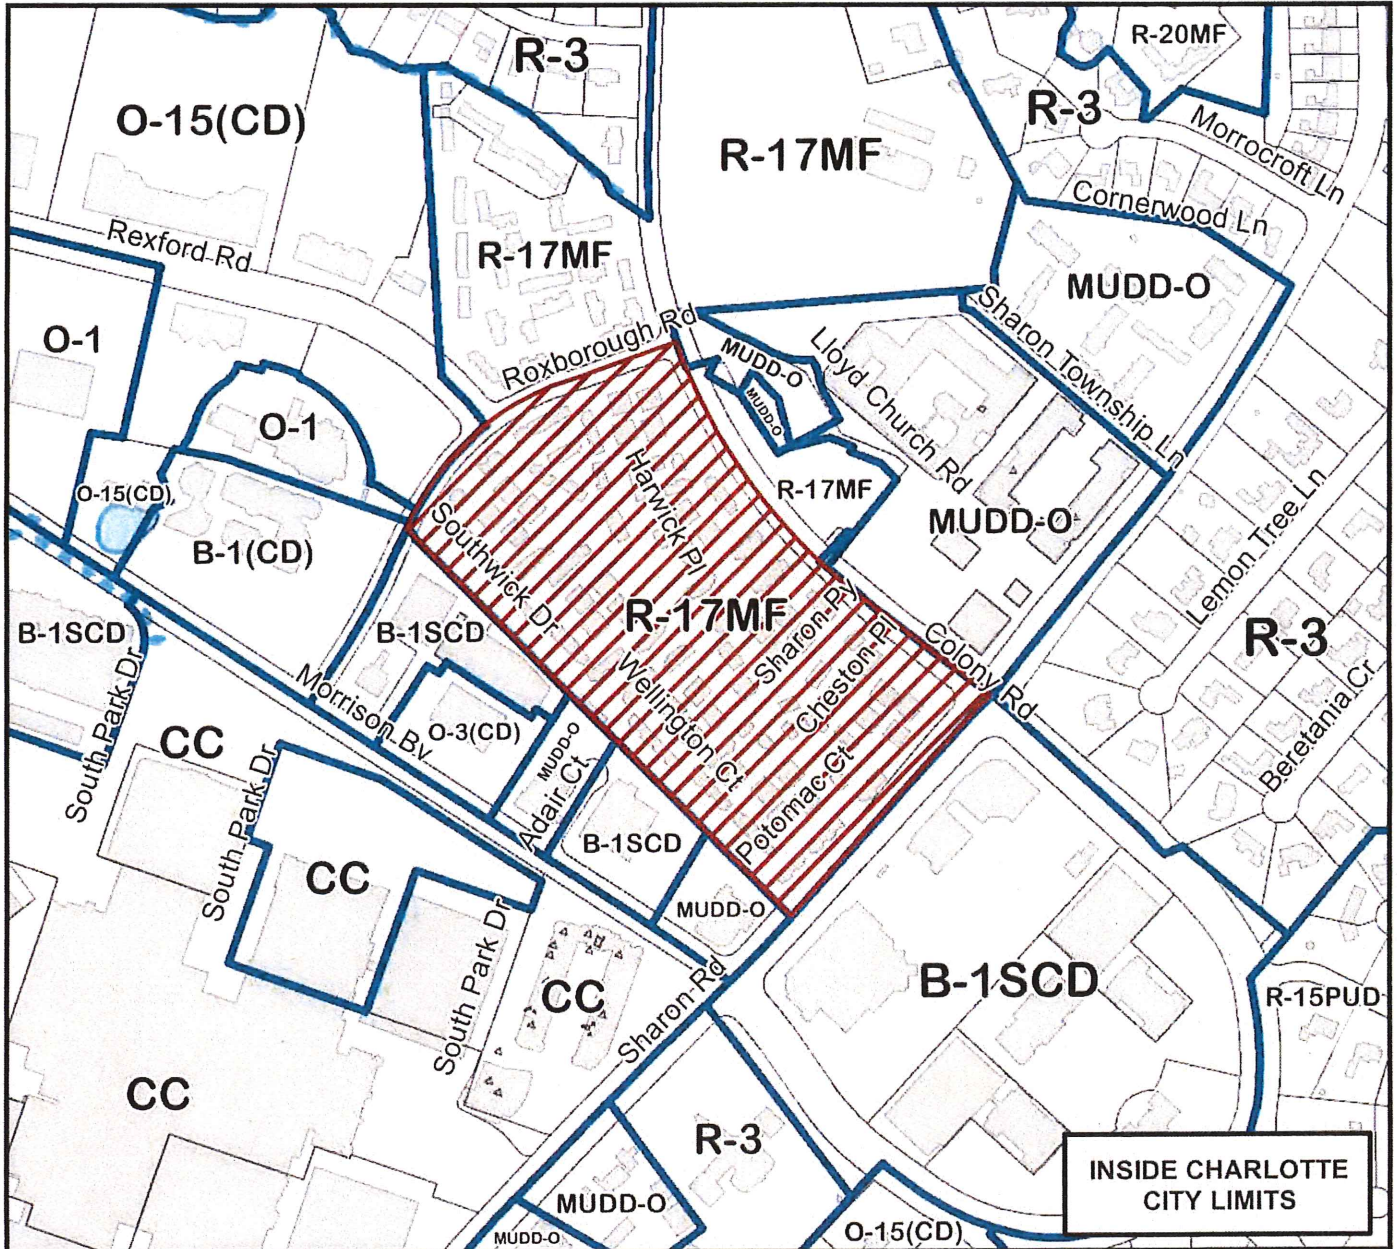 R-3
R-20MF
O-15(CD)
R-3
R-17MF
Morrocroft Ln
Cornerwood Ln
Rexford Rd
R-17MF
MUDD-O
Sharon Township Ln
O-1
Roxborough Rd
MUDD-O
Lloyd Church Rd
MUDD-O
O-1
Harwick Pl
R-17MF
O-15(CD)
Southwick Dr
MUDD-O
Lemon Tree Ln
B-1(CD)
R-17MF
B-1SCD
B-1SCD
Sharon Py
Cheston Pl
Colony Rd
R-3
South Park Dr
Morrison Bv
Wellington Ct
Beretania Cr
CC
O-3(CD)
MUDD-O
Adair Ct
South Park Dr
Potomac Ct
B-1SCD
CC
MUDD-O
South Park Dr
CC
Sharon Rd
B-1SCD
R-15PUD
CC
R-3
INSIDE CHARLOTTE
CITY LIMITS
MUDD-O
MUDD-O
O-15(CD)